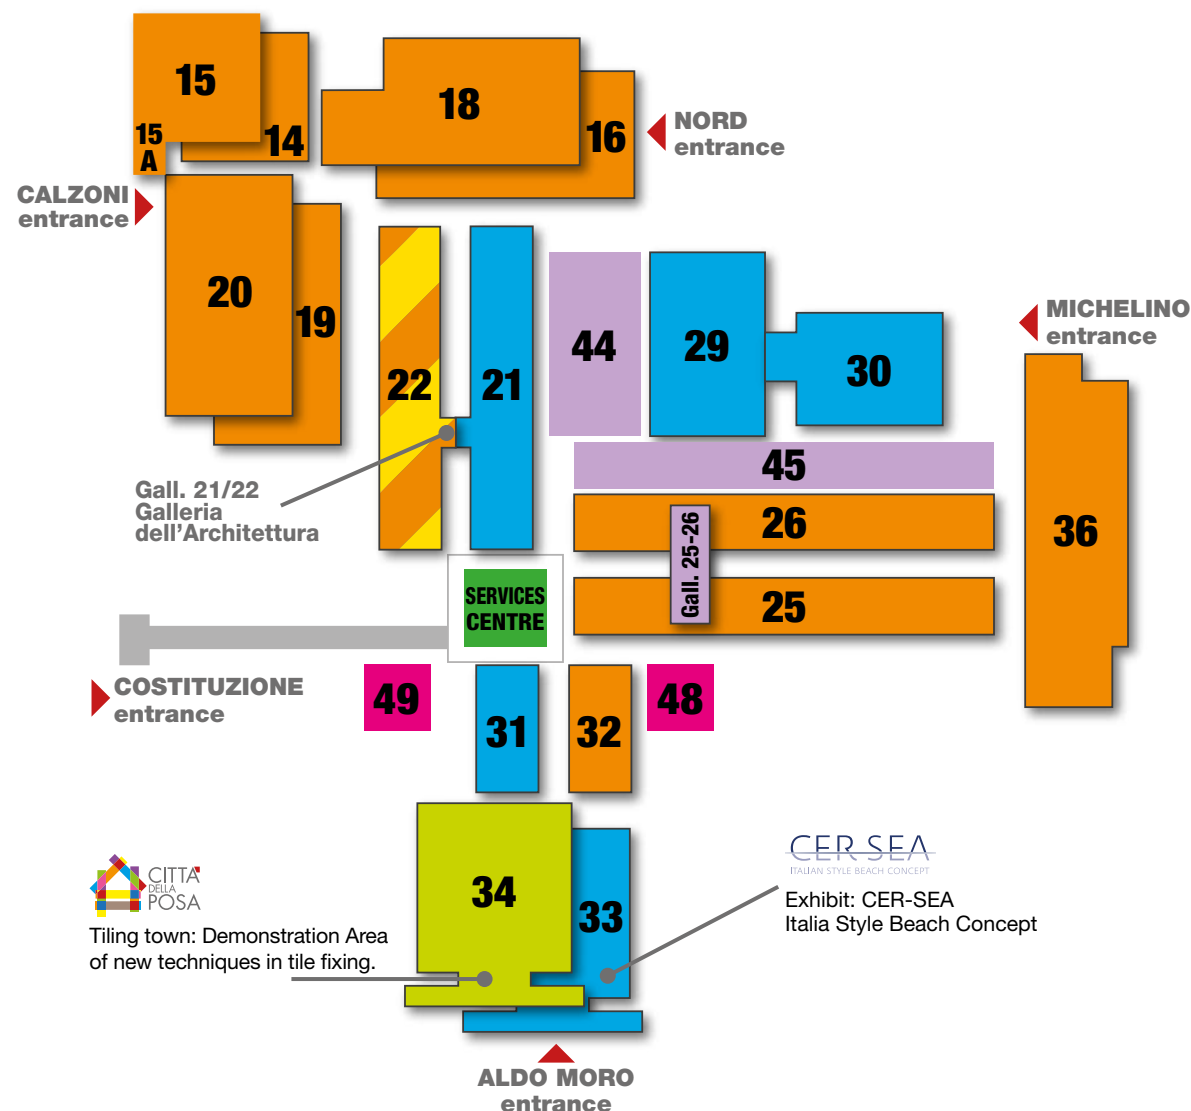 15
18
15
A
14
16
NORD
entrance
CALZONI
entrance
20
19
22
21
44
29
30
MICHELINO
entrance
Gall. 21/22
Galleria
dell'Architettura
45
26
Gall. 25-26
25
36
SERVICES
CENTRE
COSTITUZIONE
entrance
49
31
32
48
CITTA'
DELLA
POSA
Tiling town: Demonstration Area
of new techniques in tile fixing.
34
33
CER SEA
ITALIAN STYLE BEACH CONCEPT
Exhibit: CER-SEA
Italia Style Beach Concept
ALDO MORO
entrance